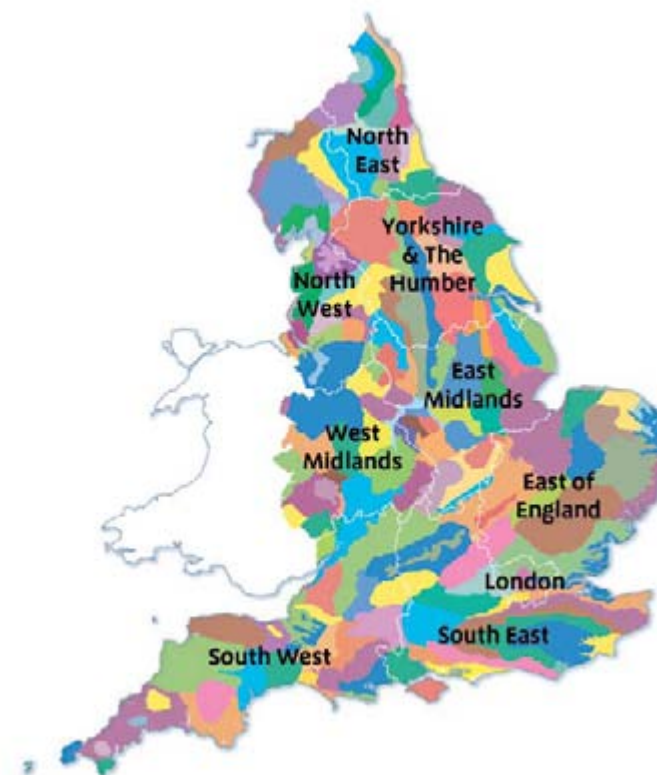 North
East
Yorkshire
& The
Humber
North
West
East
Midlands
West
Midlands
East of
England
London
South East
South West